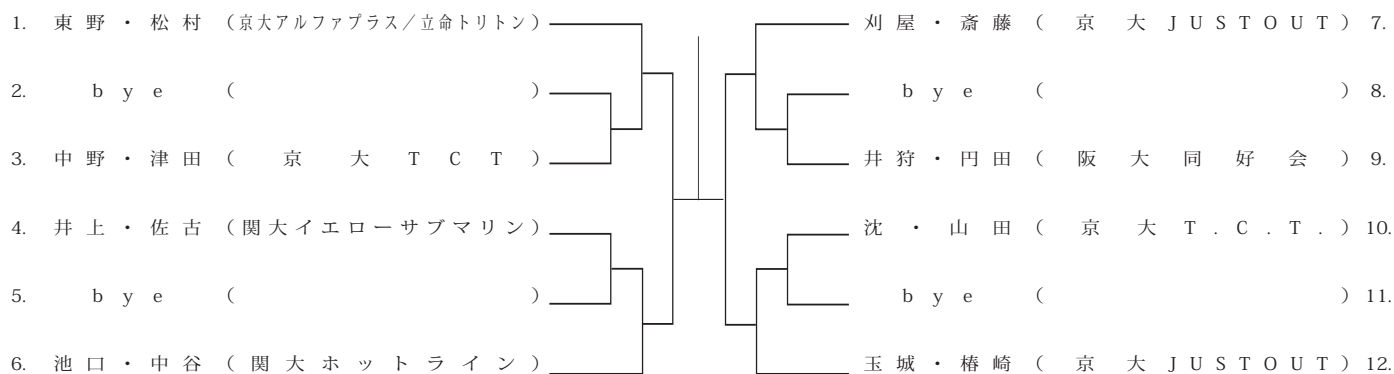 1. 東野・松村（京大アルファプラス／立命トリトン）
2. bye（　）
3. 中野・津田（京大TCT）
4. 井上・佐古（関大イエローサブマリン）
5. bye（　）
6. 池口・中谷（関大ホットライン）
刈屋・斎藤（京大JUSTOUT）7.
bye（　）8.
井狩・円田（阪大同好会）9.
沈・山田（京大T.C.T.）10.
bye（　）11.
玉城・椿崎（京大JUSTOUT）12.